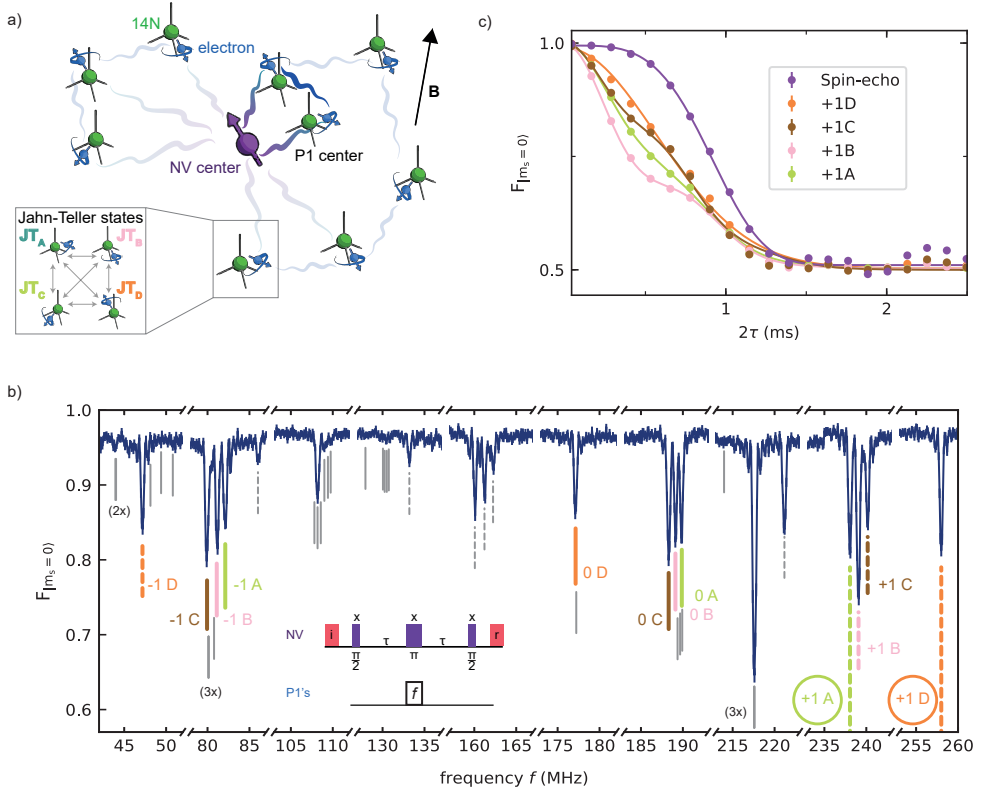 a)
14N
electron
B
NV center
P1 center
Jahn-Teller states
JT_A
JT_B
JT_C
JT_D
c)
1.0
0.5
F|mₛ = 0⟩
Spin-echo
+1D
+1C
+1B
+1A
1
2
2τ (ms)
b)
1.0
0.9
0.8
0.7
0.6
F|mₛ = 0⟩
(2x)
-1 D
-1 C
-1 B
-1 A
(3x)
0 D
0 C
0 A
0 B
(3x)
+1 C
+1 B
+1 A
+1 D
NV
i
x
x
x
r
τ
τ
π/2
π
π/2
P1's
f
45 50 80 85 105 110 130 135 160 165 175 180 185 190 215 220 235 240 255 260
frequency f (MHz)